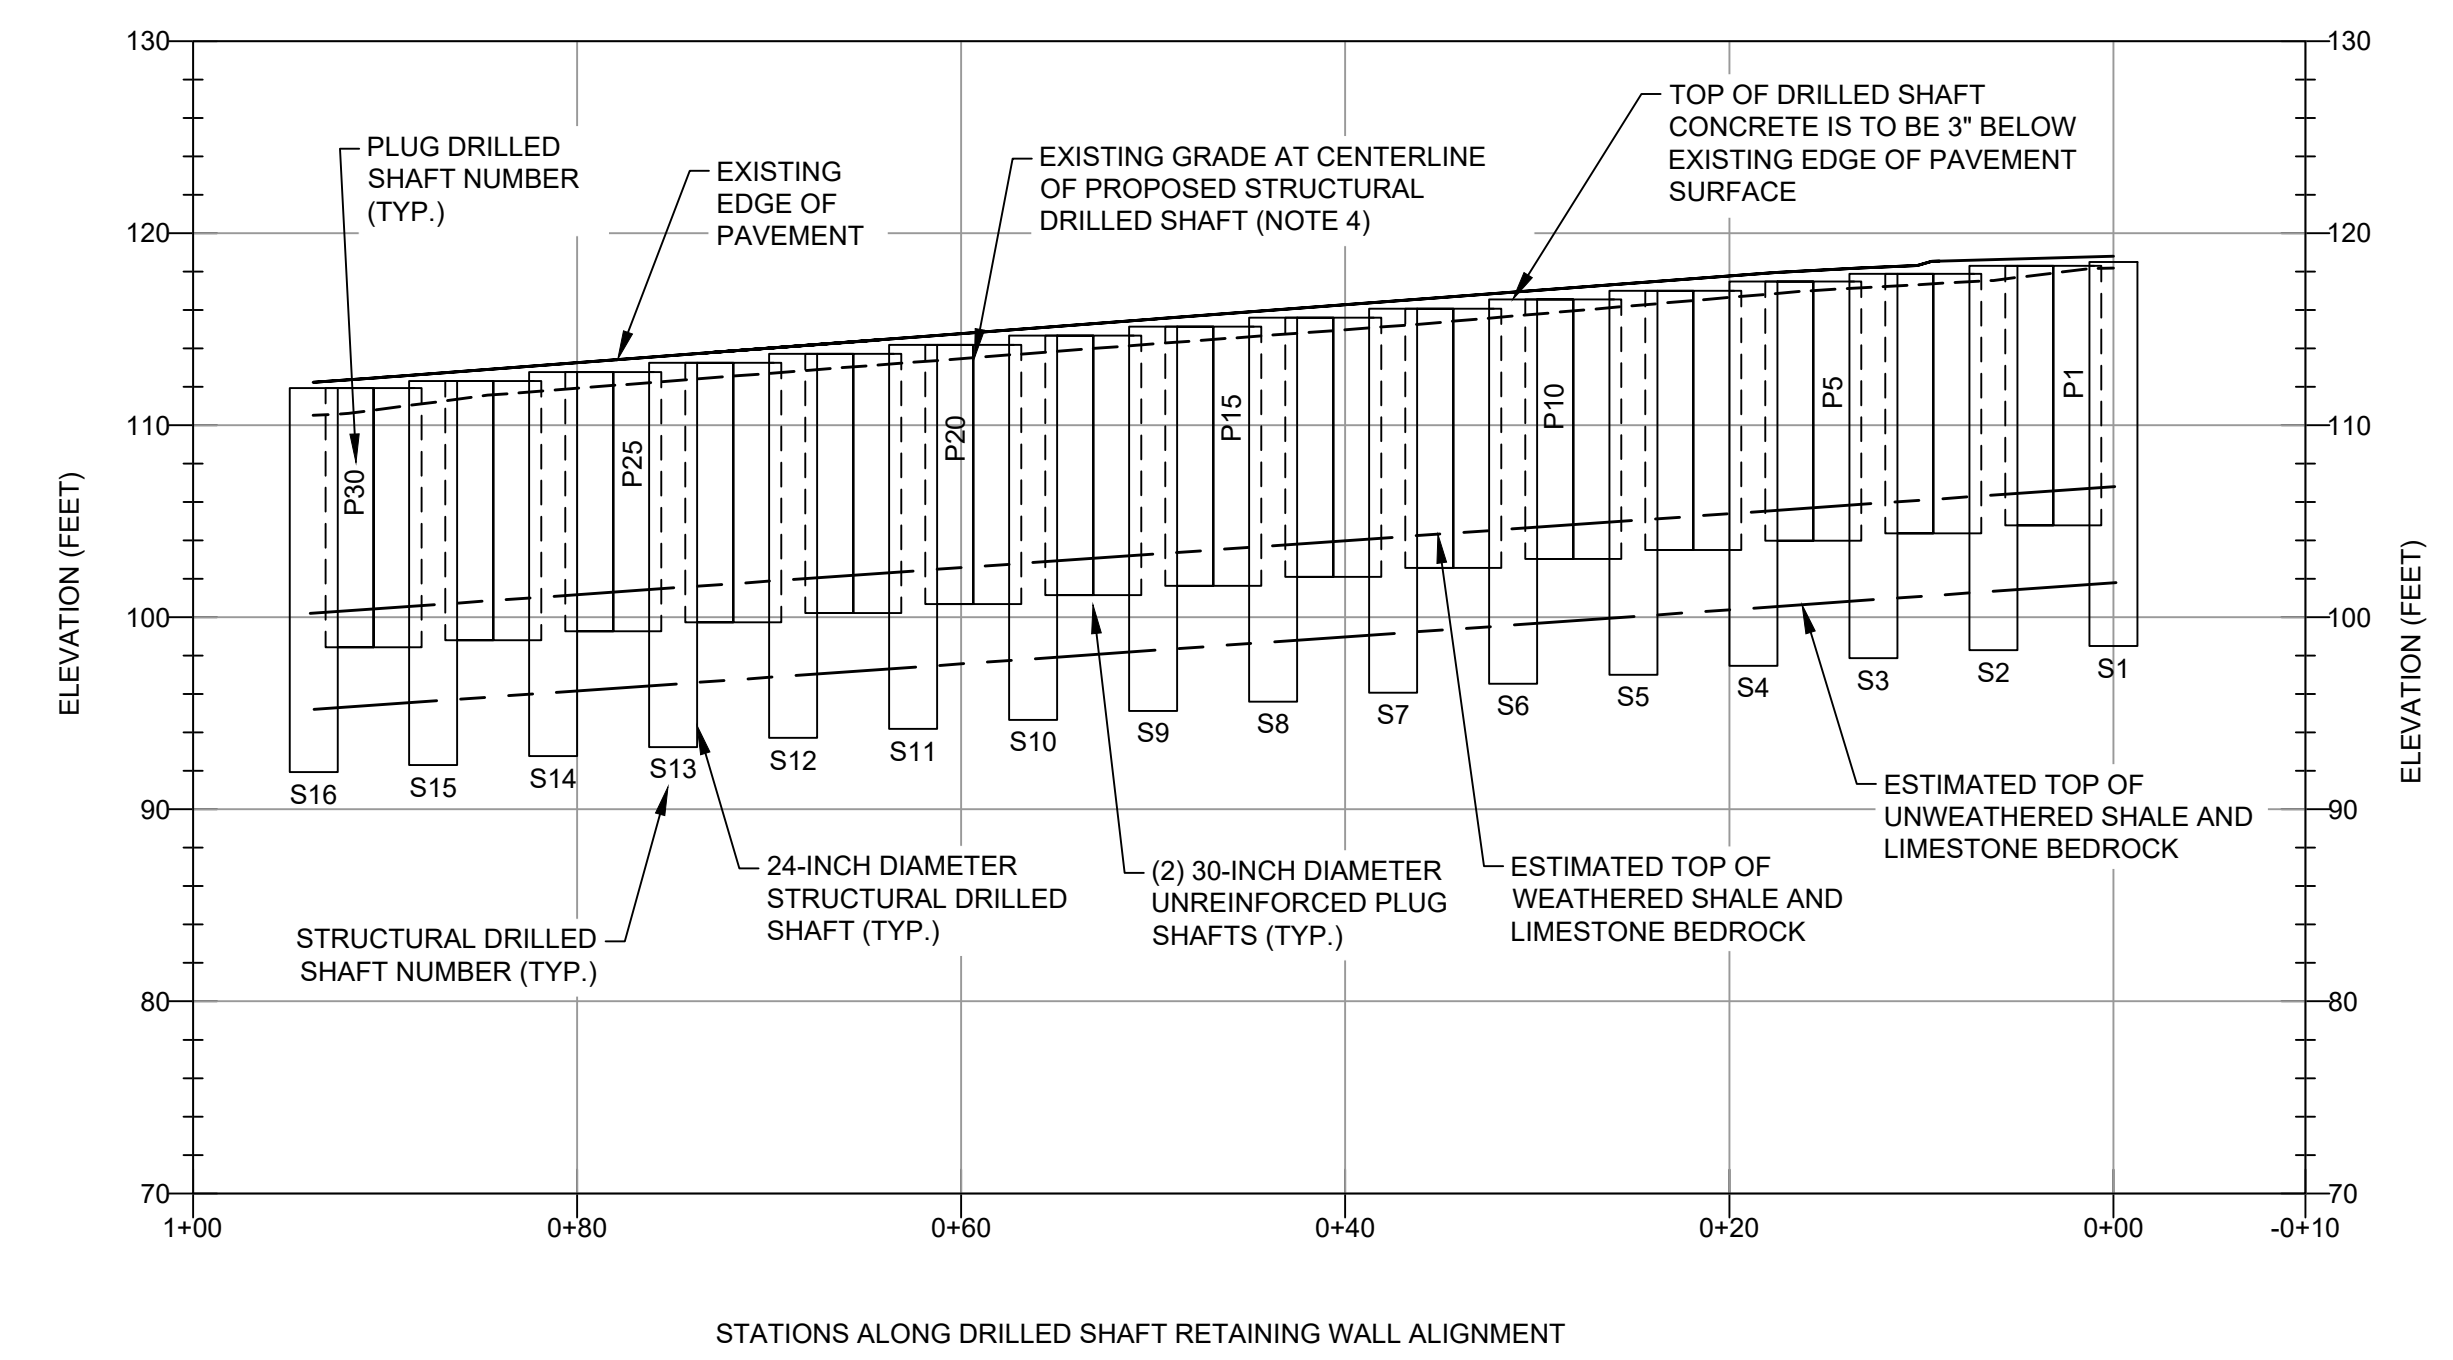 130
130
TOP OF DRILLED SHAFT
CONCRETE IS TO BE 3" BELOW
EXISTING EDGE OF PAVEMENT
SURFACE
PLUG DRILLED
SHAFT NUMBER
(TYP.)
EXISTING
EDGE OF
PAVEMENT
EXISTING GRADE AT CENTERLINE
OF PROPOSED STRUCTURAL
DRILLED SHAFT (NOTE 4)
120
120
110
110
P30
P25
P20
P15
P10
P5
P1
ELEVATION (FEET)
ELEVATION (FEET)
100
100
S16
S15
S14
S13
S12
S11
S10
S9
S8
S7
S6
S5
S4
S3
S2
S1
90
90
ESTIMATED TOP OF
UNWEATHERED SHALE AND
LIMESTONE BEDROCK
24-INCH DIAMETER
STRUCTURAL DRILLED
SHAFT (TYP.)
(2) 30-INCH DIAMETER
UNREINFORCED PLUG
SHAFTS (TYP.)
ESTIMATED TOP OF
WEATHERED SHALE AND
LIMESTONE BEDROCK
STRUCTURAL DRILLED
SHAFT NUMBER (TYP.)
80
80
70
70
1+00
0+80
0+60
0+40
0+20
0+00
-0+10
STATIONS ALONG DRILLED SHAFT RETAINING WALL ALIGNMENT